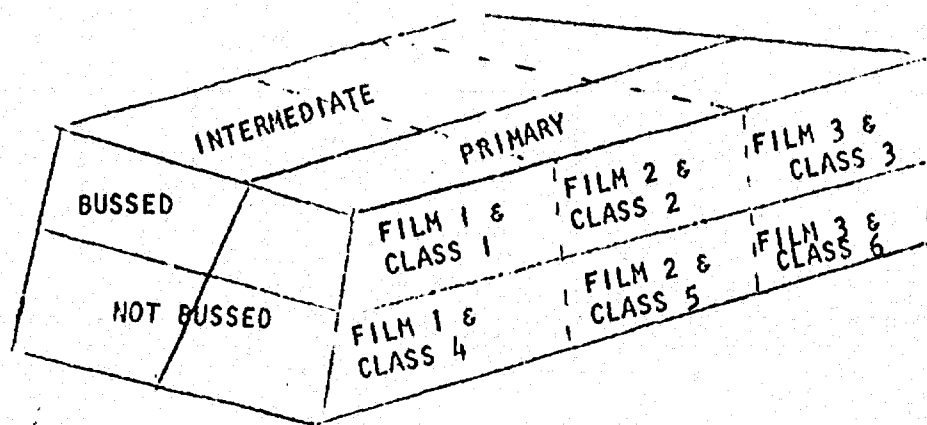 INTERMEDIATE
PRIMARY
BUSSED
NOT BUSSED
FILM 1 &
CLASS 1
FILM 2 &
CLASS 2
FILM 3 &
CLASS 3
FILM 1 &
CLASS 4
FILM 2 &
CLASS 5
FILM 3 &
CLASS 6